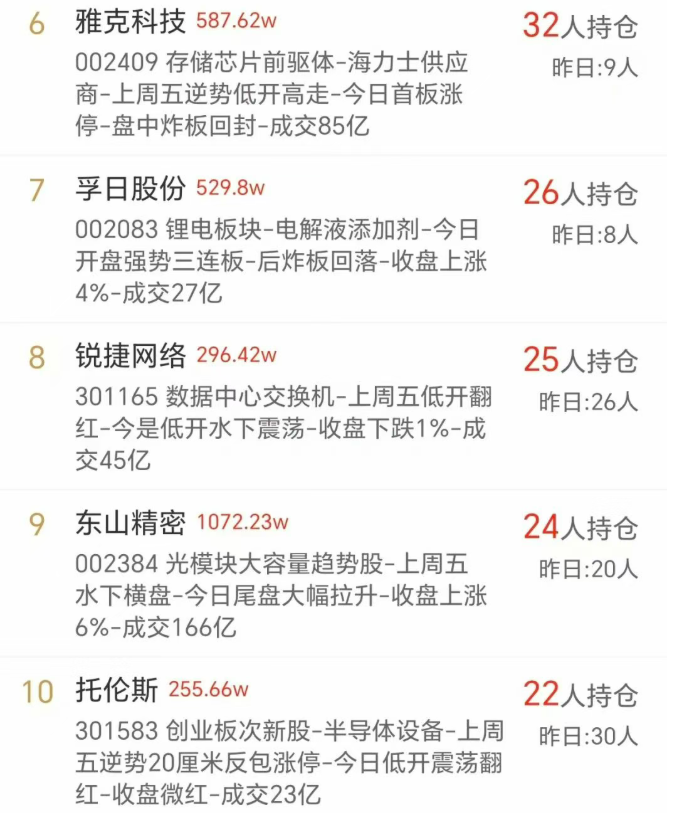 6 雅克科技 587.62w 32人持仓
002409 存储芯片前驱体-海力士供应 昨日:9人
商-上周五逆势低开高走-今日首板涨
停-盘中炸板回封-成交85亿
7 孚日股份 529.8w 26人持仓
002083 锂电板块-电解液添加剂-今日 昨日:8人
开盘强势三连板-后炸板回落-收盘上涨
4%-成交27亿
8 锐捷网络 296.42w 25人持仓
301165 数据中心交换机-上周五低开翻 昨日:26人
红-今是低开水下震荡-收盘下跌1%-成
交45亿
9 东山精密 1072.23w 24人持仓
002384 光模块大容量趋势股-上周五 昨日:20人
水下横盘-今日尾盘大幅拉升-收盘上涨
6%-成交166亿
10 托伦斯 255.66w 22人持仓
301583 创业板次新股-半导体设备-上周 昨日:30人
五逆势20厘米反包涨停-今日低开震荡翻
红-收盘微红-成交23亿